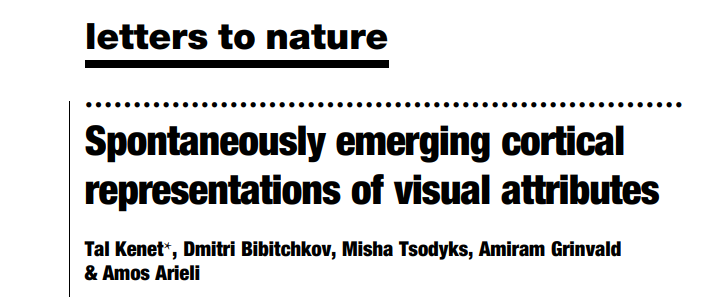 letters to nature
Spontaneously emerging cortical
representations of visual attributes
Tal Kenet*, Dmitri Bibitchkov, Misha Tsodyks, Amiram Grinvald
& Amos Arieli